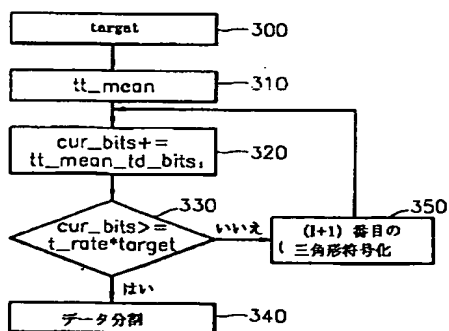 target
300
tt_mean
310
cur_bits+=
tt_mean_td_bits;
320
cur_bits>=
t_rate*target
330
いいえ
はい
(I+1) 番目の
三角形符号化
350
データ分割
340